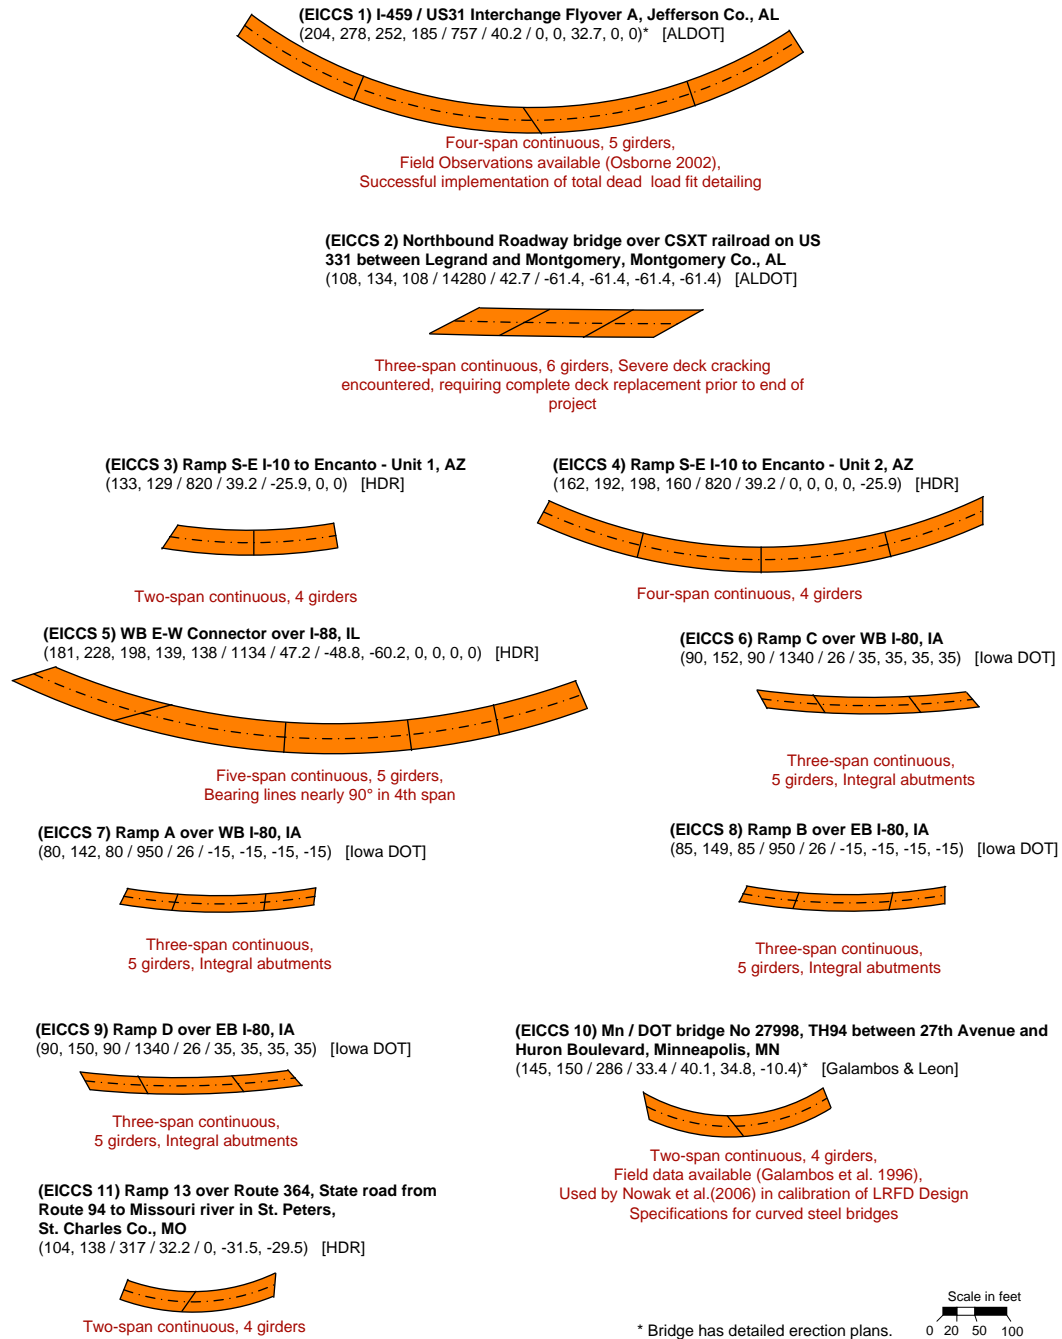 (EICCS 1) I-459 / US31 Interchange Flyover A, Jefferson Co., AL
(204, 278, 252, 185 / 757 / 40.2 / 0, 0, 32.7, 0, 0)* [ALDOT]
Four-span continuous, 5 girders,
Field Observations available (Osborne 2002),
Successful implementation of total dead load fit detailing
(EICCS 2) Northbound Roadway bridge over CSXT railroad on US
331 between Legrand and Montgomery, Montgomery Co., AL
(108, 134, 108 / 14280 / 42.7 / -61.4, -61.4, -61.4, -61.4) [ALDOT]
Three-span continuous, 6 girders, Severe deck cracking
encountered, requiring complete deck replacement prior to end of
project
(EICCS 3) Ramp S-E I-10 to Encanto - Unit 1, AZ
(133, 129 / 820 / 39.2 / -25.9, 0, 0) [HDR]
Two-span continuous, 4 girders
(EICCS 4) Ramp S-E I-10 to Encanto - Unit 2, AZ
(162, 192, 198, 160 / 820 / 39.2 / 0, 0, 0, 0, -25.9) [HDR]
Four-span continuous, 4 girders
(EICCS 5) WB E-W Connector over I-88, IL
(181, 228, 198, 139, 138 / 1134 / 47.2 / -48.8, -60.2, 0, 0, 0, 0) [HDR]
Five-span continuous, 5 girders,
Bearing lines nearly 90° in 4th span
(EICCS 6) Ramp C over WB I-80, IA
(90, 152, 90 / 1340 / 26 / 35, 35, 35, 35) [Iowa DOT]
Three-span continuous,
5 girders, Integral abutments
(EICCS 7) Ramp A over WB I-80, IA
(80, 142, 80 / 950 / 26 / -15, -15, -15, -15) [Iowa DOT]
Three-span continuous,
5 girders, Integral abutments
(EICCS 8) Ramp B over EB I-80, IA
(85, 149, 85 / 950 / 26 / -15, -15, -15, -15) [Iowa DOT]
Three-span continuous,
5 girders, Integral abutments
(EICCS 9) Ramp D over EB I-80, IA
(90, 150, 90 / 1340 / 26 / 35, 35, 35, 35) [Iowa DOT]
Three-span continuous,
5 girders, Integral abutments
(EICCS 10) Mn / DOT bridge No 27998, TH94 between 27th Avenue and
Huron Boulevard, Minneapolis, MN
(145, 150 / 286 / 33.4 / 40.1, 34.8, -10.4)* [Galambos & Leon]
Two-span continuous, 4 girders,
Field data available (Galambos et al. 1996),
Used by Nowak et al.(2006) in calibration of LRFD Design
Specifications for curved steel bridges
(EICCS 11) Ramp 13 over Route 364, State road from
Route 94 to Missouri river in St. Peters,
St. Charles Co., MO
(104, 138 / 317 / 32.2 / 0, -31.5, -29.5) [HDR]
Two-span continuous, 4 girders
* Bridge has detailed erection plans.
Scale in feet
0 20 50 100